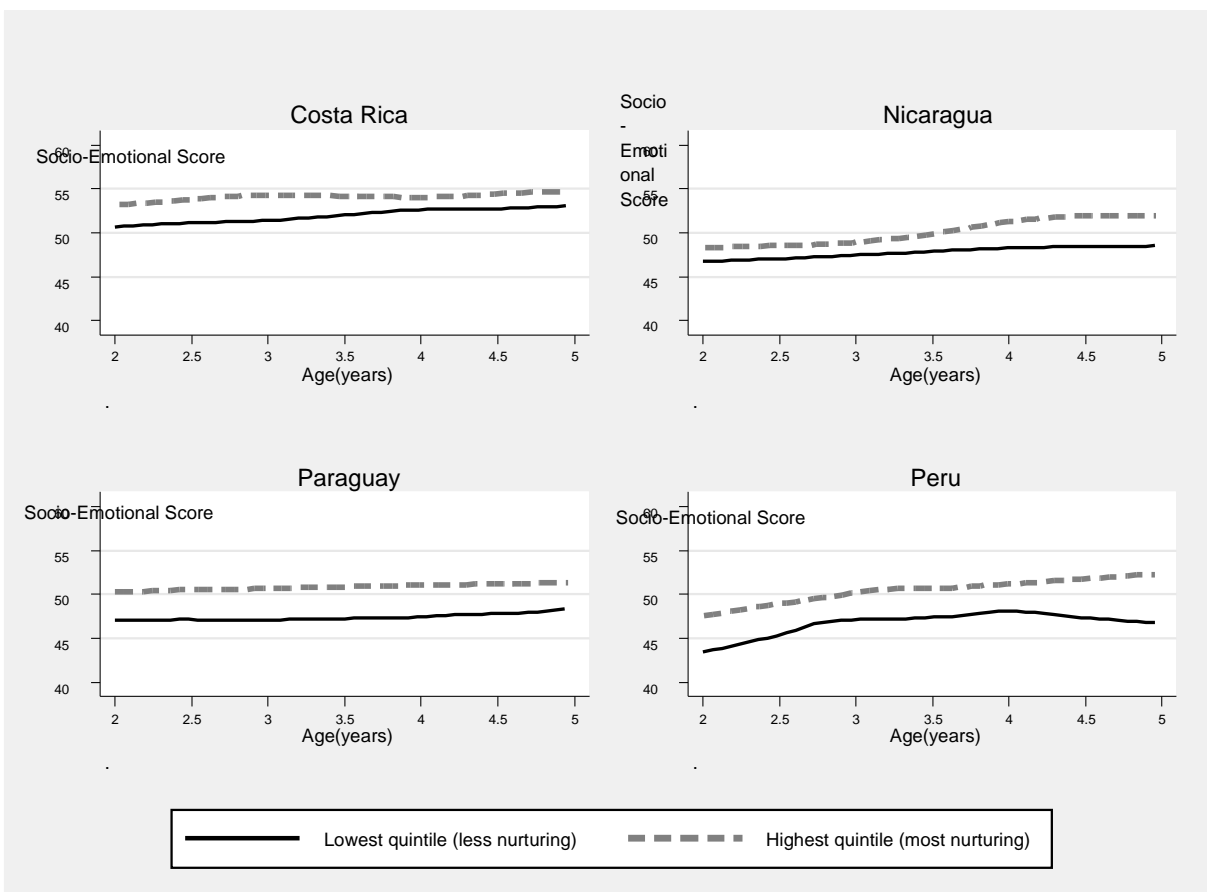 Costa Rica
Socio-Emotional Score
60
55
50
45
40
2 2.5 3 3.5 4 4.5 5
Age(years)
.
Nicaragua
Socio
-
Emoti
onal
Score
60
55
50
45
40
2 2.5 3 3.5 4 4.5 5
Age(years)
.
Paraguay
Socio-Emotional Score
60
55
50
45
40
2 2.5 3 3.5 4 4.5 5
Age(years)
.
Peru
Socio-Emotional Score
60
55
50
45
40
2 2.5 3 3.5 4 4.5 5
Age(years)
.
Lowest quintile (less nurturing) Highest quintile (most nurturing)